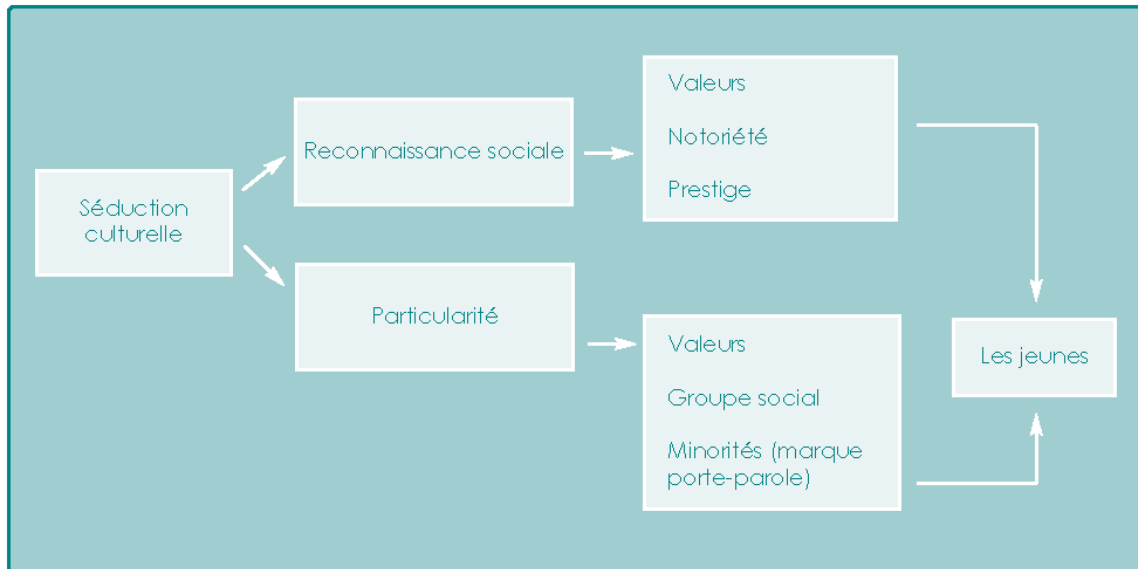 Séduction
culturelle
Reconnaissance sociale
Particularité
Valeurs
Notoriété
Prestige
Valeurs
Groupe social
Minorités (marque
porte-parole)
Les jeunes